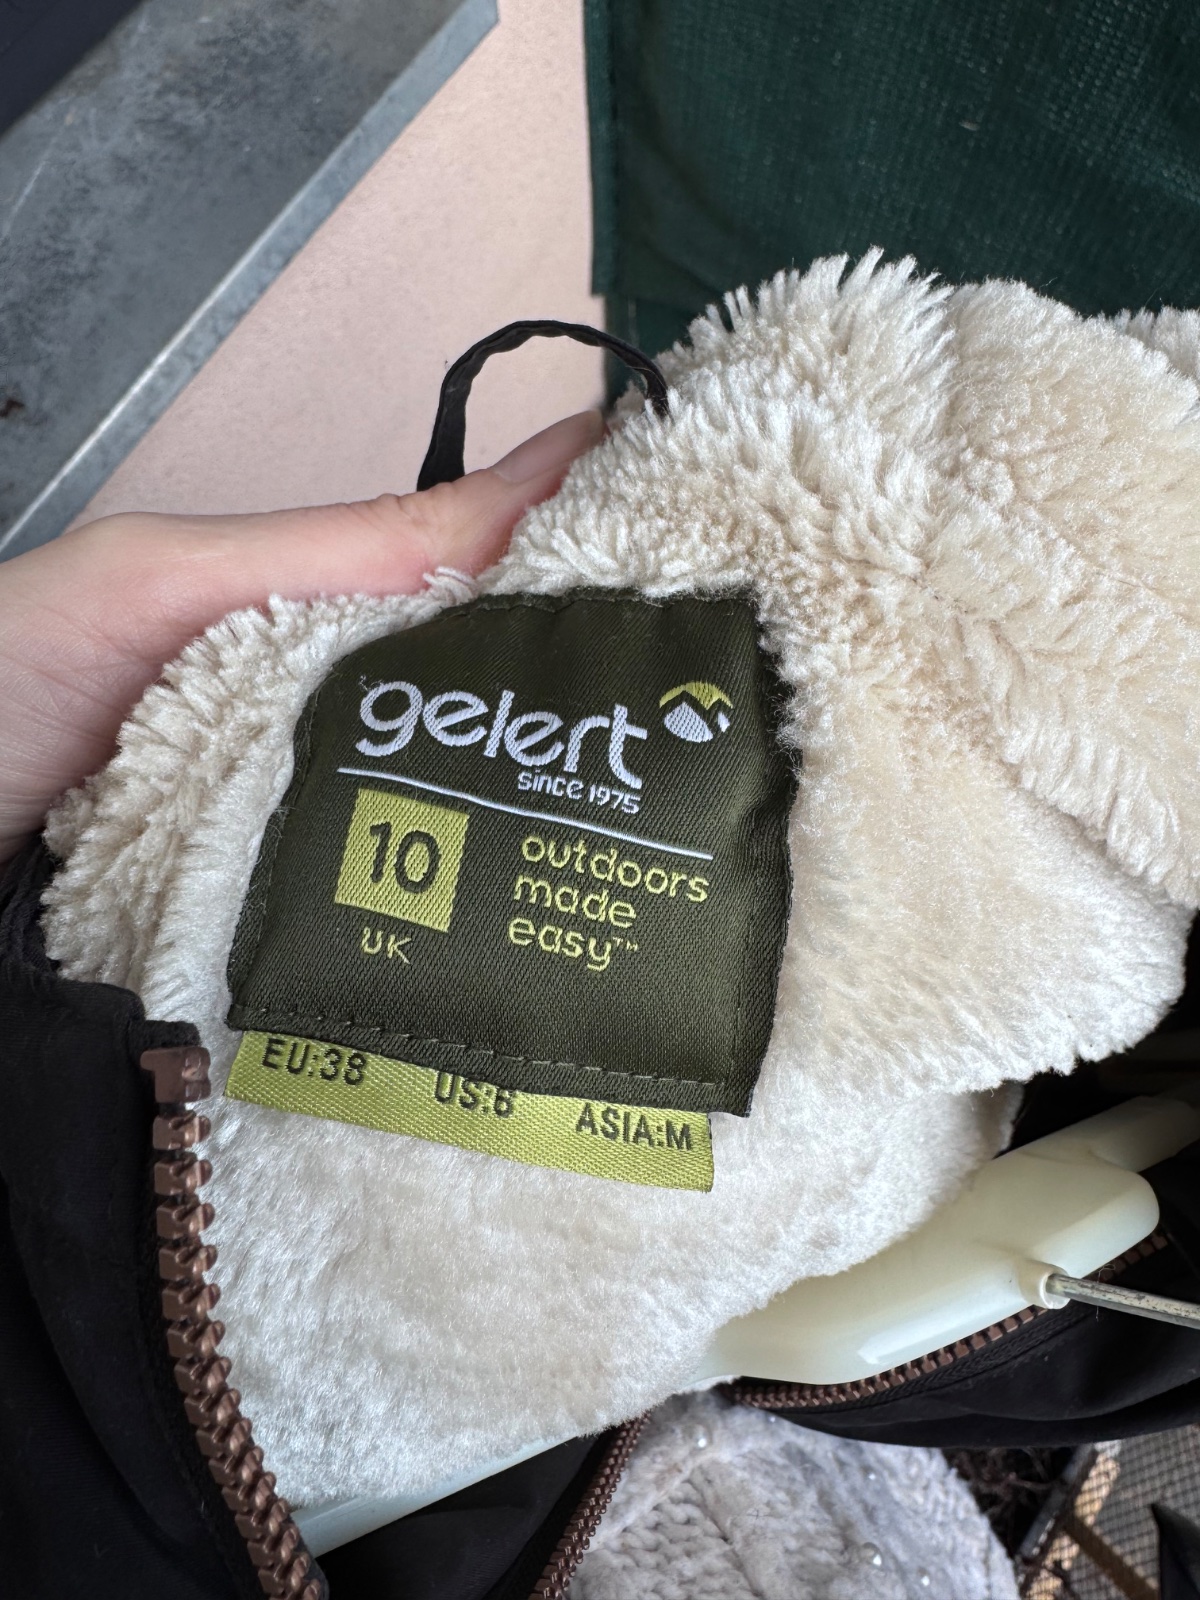 gelert
since 1975
10
UK
outdoors
made
easy™
EU:38 US:6 ASIA:M